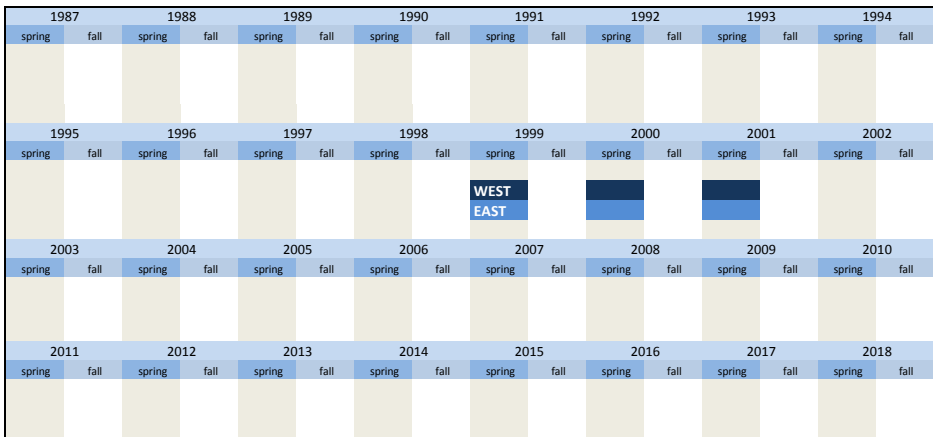 1987 1988 1989 1990 1991 1992 1993 1994
spring fall spring fall spring fall spring fall spring fall spring fall spring fall spring fall
1995 1996 1997 1998 1999 2000 2001 2002
spring fall spring fall spring fall spring fall spring fall spring fall spring fall spring fall
WEST
EAST
2003 2004 2005 2006 2007 2008 2009 2010
spring fall spring fall spring fall spring fall spring fall spring fall spring fall spring fall
2011 2012 2013 2014 2015 2016 2017 2018
spring fall spring fall spring fall spring fall spring fall spring fall spring fall spring fall